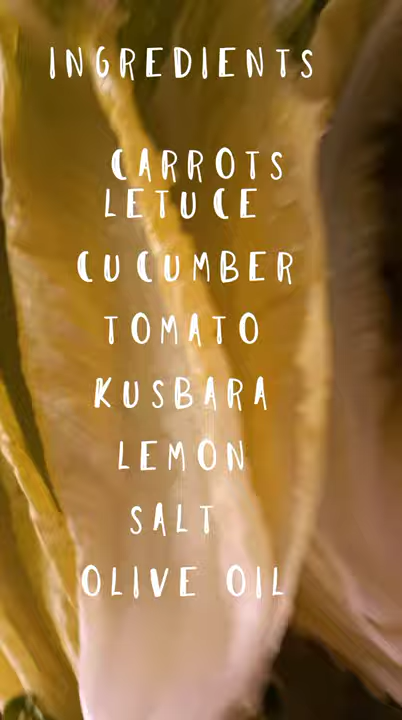 INGREDIENTS
CARROTS
LETUCE
CUCUMBER
TOMATO
KUSBARA
LEMON
SALT
OLIVE OIL